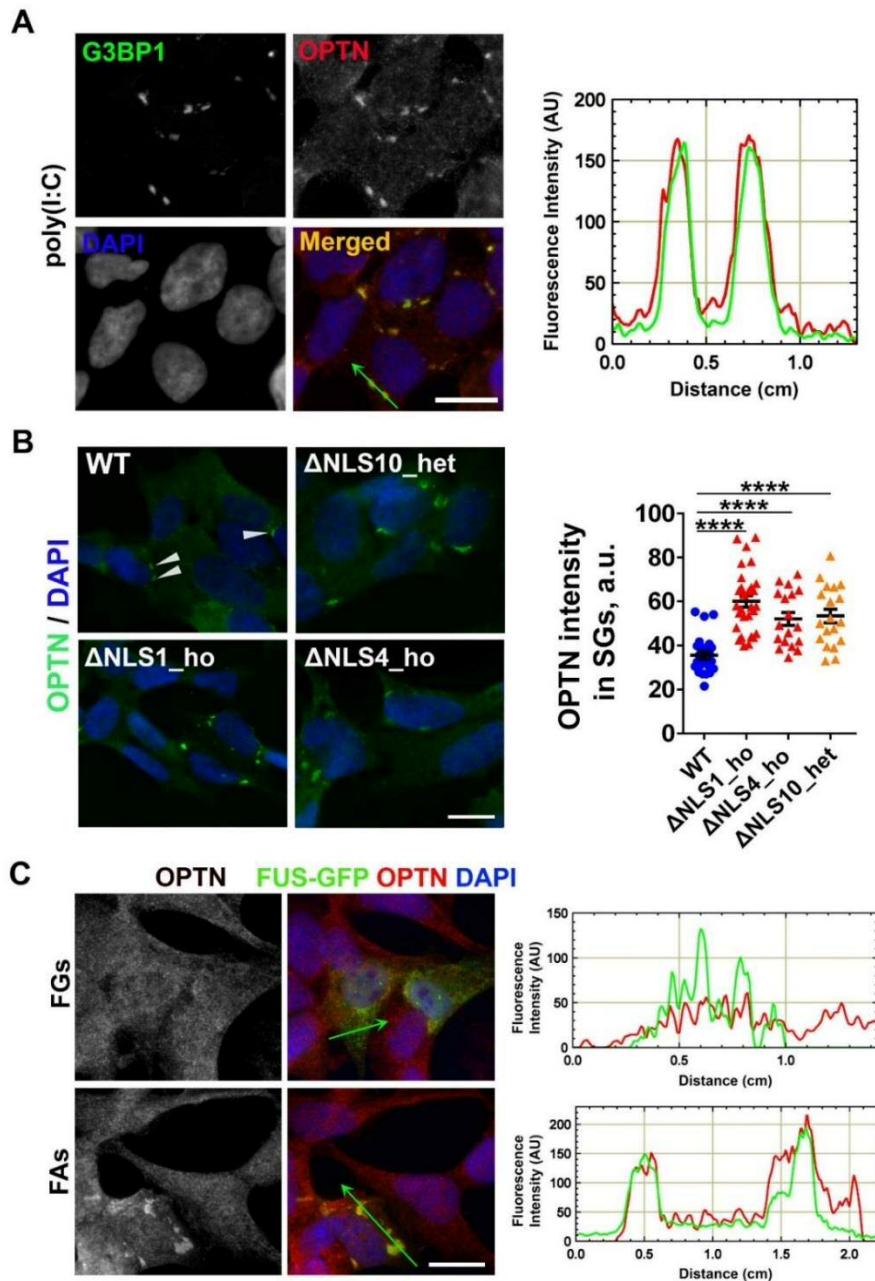 A
G3BP1
OPTN
poly(I:C)
DAPI
Merged
Fluorescence Intensity (AU)
200
150
100
50
0
0.0 0.5 1.0
Distance (cm)
B
WT
ΔNLS10_het
OPTN / DAPI
ΔNLS1_ho
ΔNLS4_ho
****
****
****
OPTN intensity
in SGs, a.u.
100
80
60
40
20
0
WT
ΔNLS1_ho
ΔNLS4_ho
ΔNLS10_het
C
OPTN
FUS-GFP OPTN DAPI
FGs
Fluorescence
Intensity (AU)
150
100
50
0
0.0 0.5 1.0
Distance (cm)
FAs
Fluorescence
Intensity (AU)
200
150
100
50
0
0.5 1.0 1.5 2.0
Distance (cm)